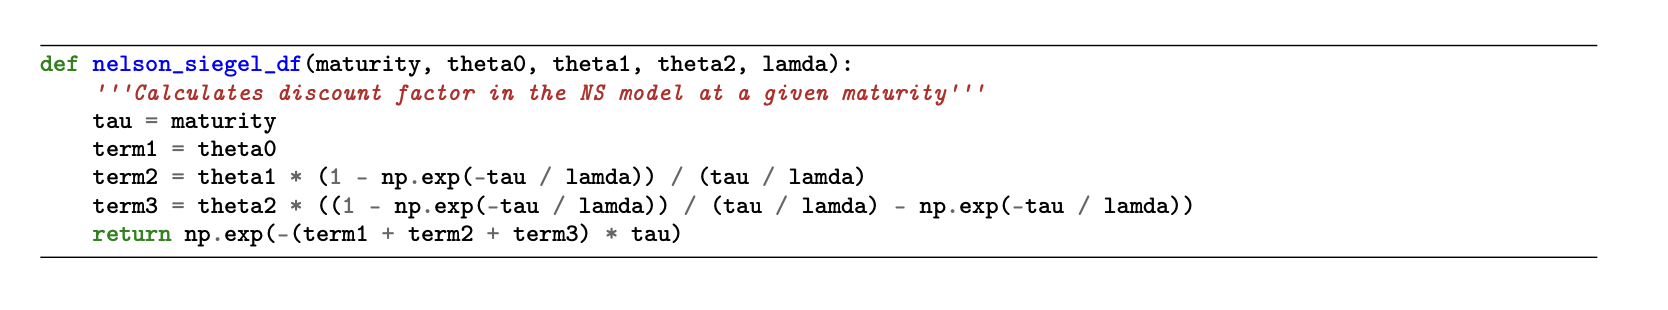 def nelson_siegel_df(maturity, theta0, theta1, theta2, lamda):
    '''Calculates discount factor in the NS model at a given maturity'''
    tau = maturity
    term1 = theta0
    term2 = theta1 * (1 - np.exp(-tau / lamda)) / (tau / lamda)
    term3 = theta2 * ((1 - np.exp(-tau / lamda)) / (tau / lamda) - np.exp(-tau / lamda))
    return np.exp(-(term1 + term2 + term3) * tau)